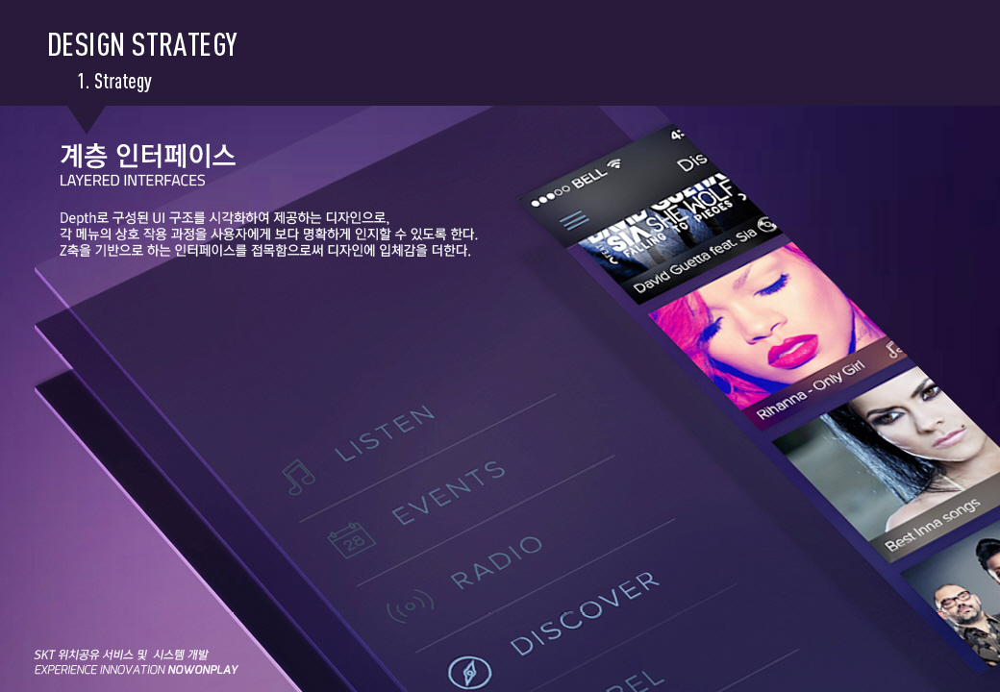 DESIGN STRATEGY
1. Strategy
계층 인터페이스
LAYERED INTERFACES
Depth로 구성된 UI 구조를 시각화하여 제공하는 디자인으로,
각 메뉴의 상호 작용 과정을 사용자에게 보다 명확하게 인지할 수 있도록 한다.
Z축을 기반으로 하는 인터페이스를 접목함으로써 디자인에 입체감을 더한다.
BELL
4:
Dis
SIA SHE WOLF
FALLING TO PIECES
David Guetta feat. Sia
Rihanna - Only Girl
Best Inna songs
LISTEN
EVENTS
28
RADIO
DISCOVER
SKT 위치공유 서비스 및 시스템 개발
EXPERIENCE INNOVATION NOWONPLAY